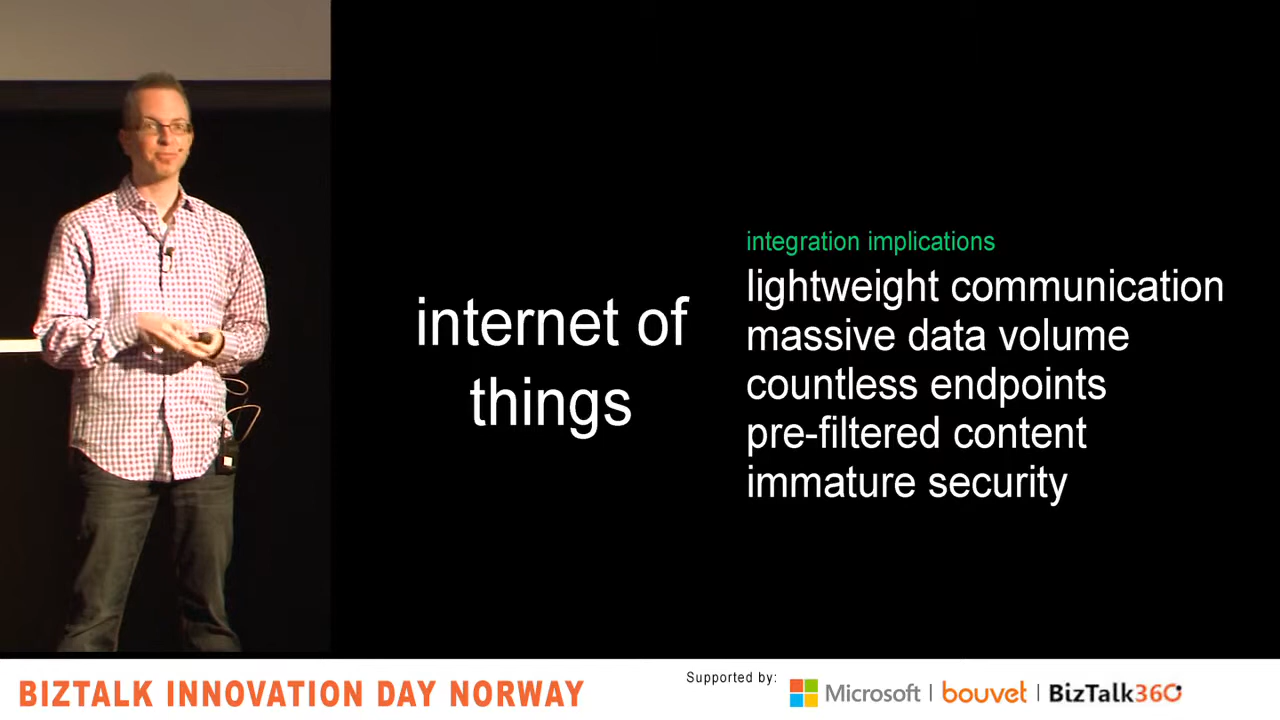 internet of
things
integration implications
lightweight communication
massive data volume
countless endpoints
pre-filtered content
immature security
BIZTALK INNOVATION DAY NORWAY
Supported by:
Microsoft | bouvet | BizTalk360